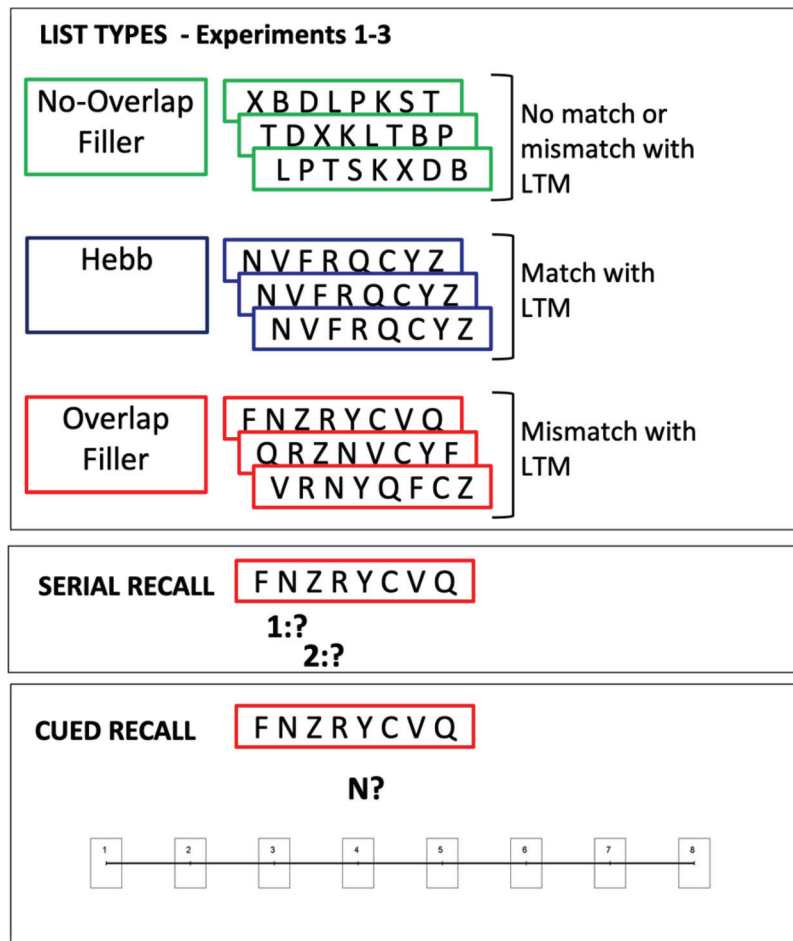 LIST TYPES - Experiments 1-3
No-Overlap
Filler
X B D L P K S T
T D X K L T B P
L P T S K X D B
No match or
mismatch with
LTM
Hebb
N V F R Q C Y Z
N V F R Q C Y Z
N V F R Q C Y Z
Match with
LTM
Overlap
Filler
F N Z R Y C V Q
Q R Z N V C Y F
V R N Y Q F C Z
Mismatch with
LTM
SERIAL RECALL
F N Z R Y C V Q
1:?
2:?
CUED RECALL
F N Z R Y C V Q
N?
1 2 3 4 5 6 7 8